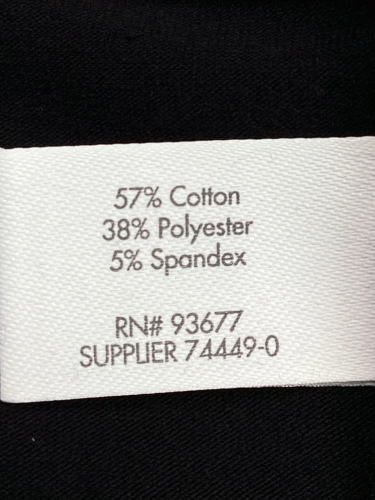 57% Cotton
38% Polyester
5% Spandex
RN# 93677
SUPPLIER 74449-0